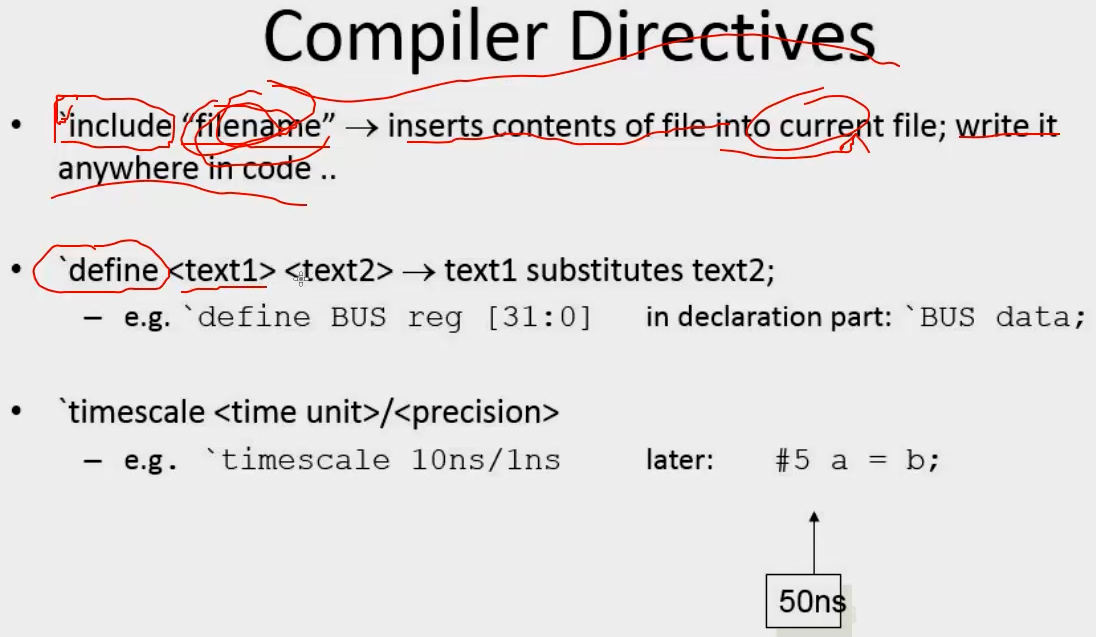 Compiler Directives
• `include “filename” → inserts contents of file into current file; write it
anywhere in code ..
• `define <text1> <text2> → text1 substitutes text2;
– e.g. `define BUS reg [31:0] in declaration part: `BUS data;
• `timescale <time unit>/<precision>
– e.g. `timescale 10ns/1ns later: #5 a = b;
50ns